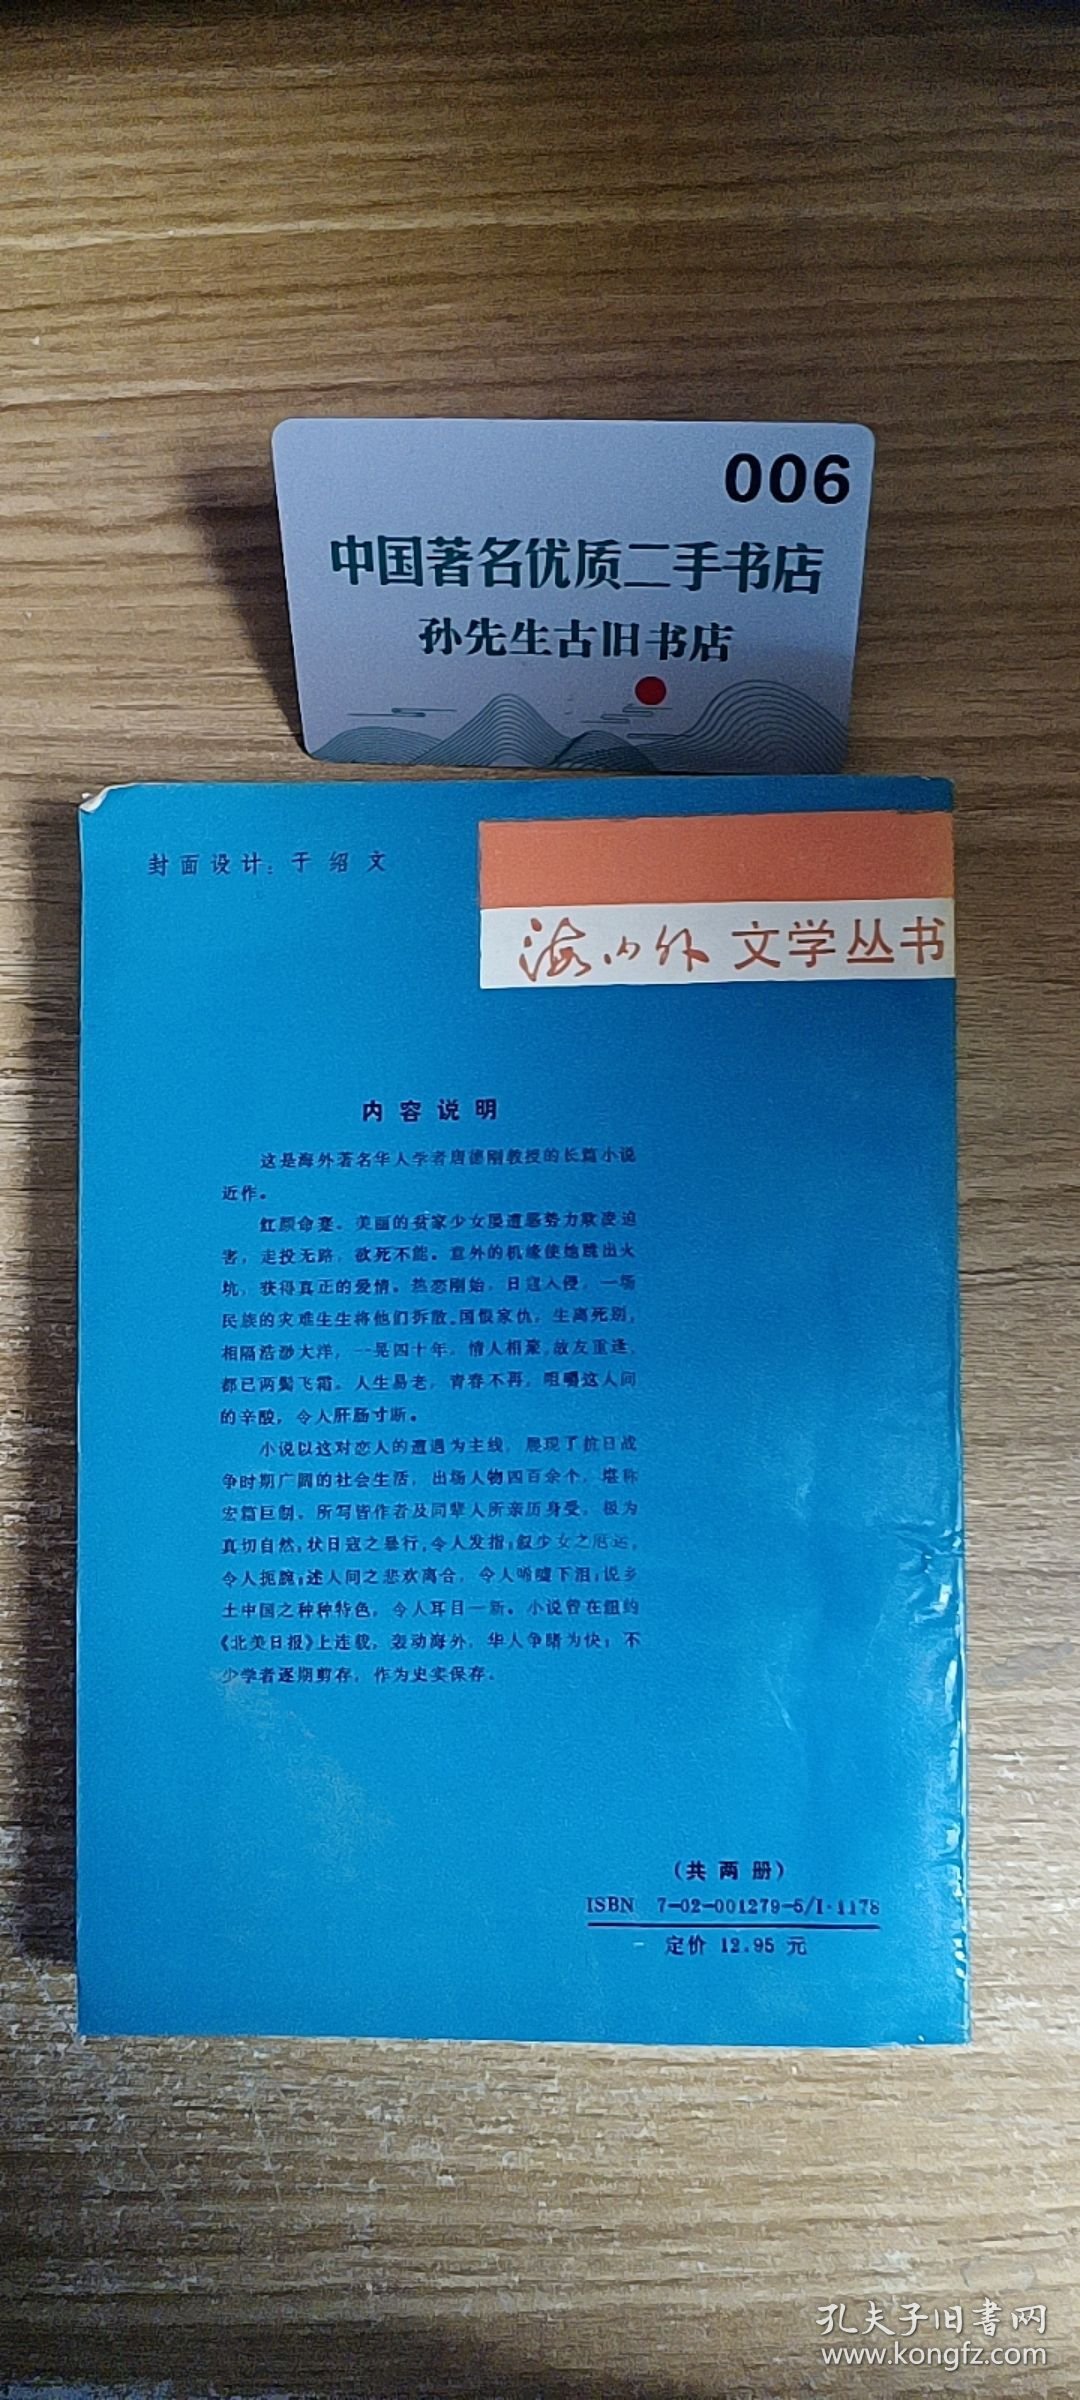 006
中国著名优质二手书店
孙先生古旧书店
封面设计：于绍文
海内外文学丛书
内容说明
这是海外著名华人学者唐德刚教授的长篇小说
近作。
红颜命蹇。美丽的贫家少女屡遭恶势力欺凌迫
害，走投无路，欲死不能。意外的机缘使她跳出火
坑，获得真正的爱情。热恋刚始，日寇入侵，一场
民族的灾难生生将他们拆散。国恨家仇，生离死别，
相隔浩渺大洋，一晃四十年。情人相聚，故友重逢，
都已两鬓飞霜。人生易老，青春不再，咀嚼这人间
的辛酸，令人肝肠寸断。
小说以这对恋人的遭遇为主线，展现了抗日战
争时期广阔的社会生活，出场人物四百余个，堪称
宏篇巨制。所写皆作者及同辈人所亲历身受，极为
真切自然；状日寇之暴行，令人发指；叙少女之厄运，
令人扼腕；述人间之悲欢离合，令人唏嘘下泪；说乡
土中国之种种特色，令人耳目一新。小说曾在纽约
《北美日报》上连载，轰动海外，华人争睹为快；不
少学者逐期剪存，作为史实保存。
（共两册）
ISBN 7-02-001279-5/I·1178
定价 12.95 元
孔夫子旧书网
www.kongfz.com